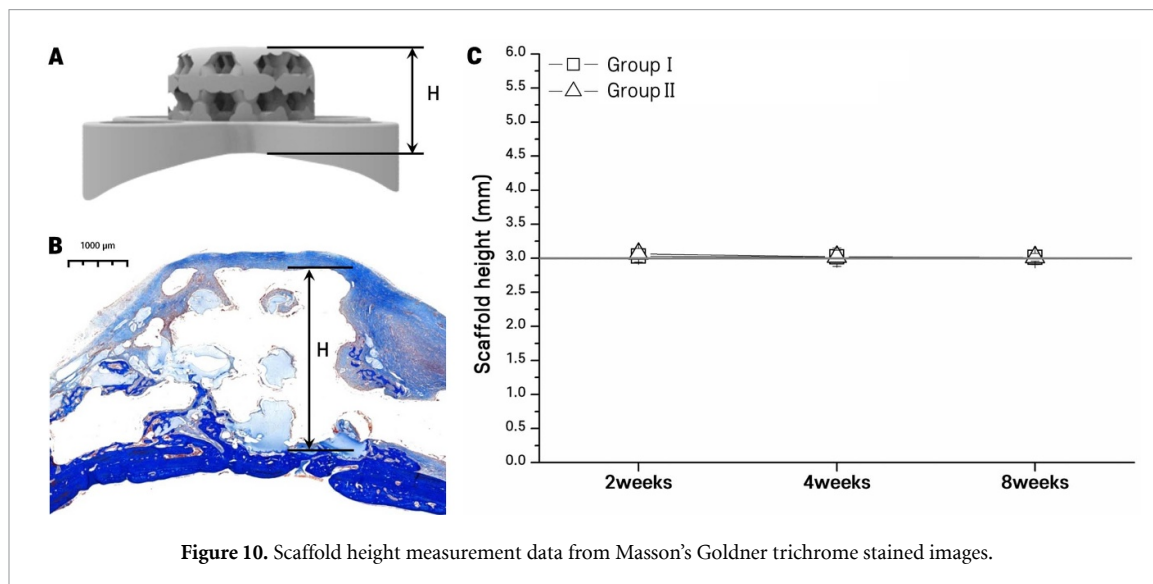 A
H
B
1000 µm
H
C
Group I
Group II
Scaffold height (mm)
6.0
5.5
5.0
4.5
4.0
3.5
3.0
2.5
2.0
1.5
1.0
0.5
0.0
2weeks 4weeks 8weeks
Figure 10. Scaffold height measurement data from Masson's Goldner trichrome stained images.